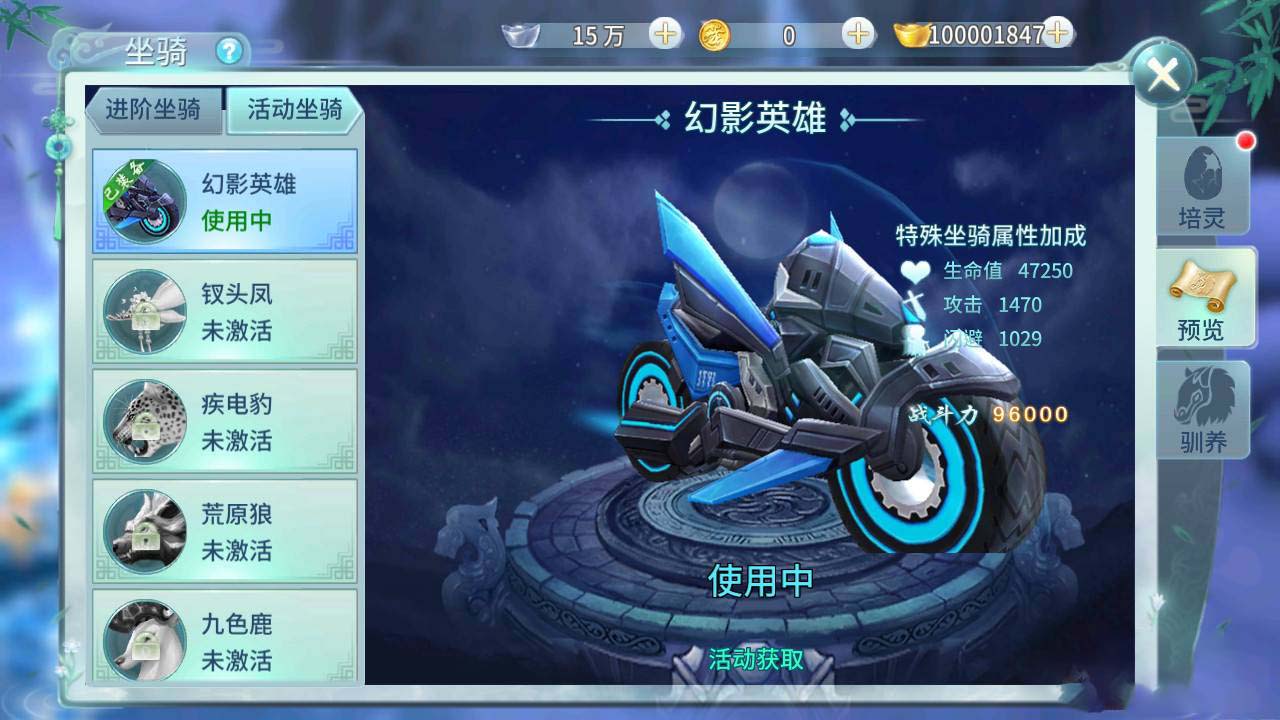 坐骑 ?
15万
0
100001847
进阶坐骑
活动坐骑
幻影英雄
已装备
幻影英雄
使用中
钗头凤
未激活
疾电豹
未激活
荒原狼
未激活
九色鹿
未激活
特殊坐骑属性加成
生命值 47250
攻击 1470
闪避 1029
战斗力 96000
使用中
活动获取
培灵
预览
驯养